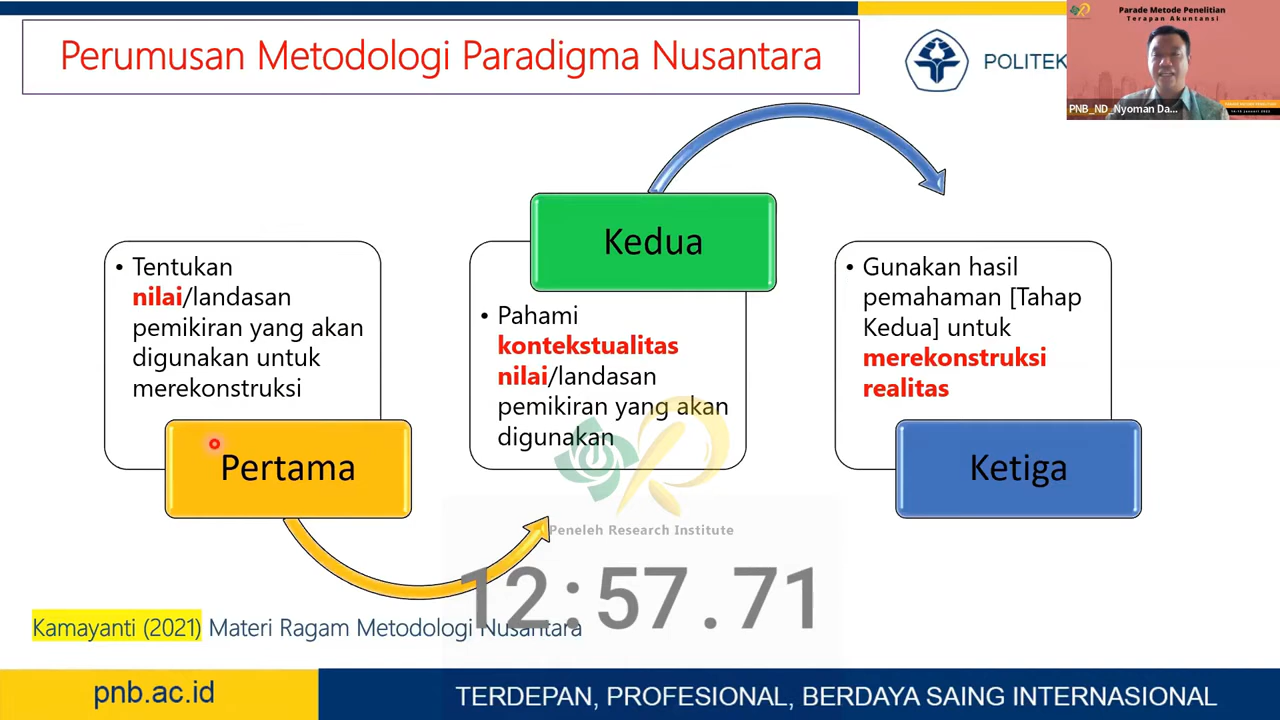 Perumusan Metodologi Paradigma Nusantara
POLITEK
Parade Metode Penelitian
Terapan Akuntansi
PNB_ND_Nyoman Da...
• Tentukan
nilai/landasan
pemikiran yang akan
digunakan untuk
merekonstruksi
Pertama
Kedua
• Pahami
kontekstualitas
nilai/landasan
pemikiran yang akan
digunakan
• Gunakan hasil
pemahaman [Tahap
Kedua] untuk
merekonstruksi
realitas
Ketiga
Peneleh Research Institute
12:57.71
Kamayanti (2021) Materi Ragam Metodologi Nusantara
pnb.ac.id
TERDEPAN, PROFESIONAL, BERDAYA SAING INTERNASIONAL